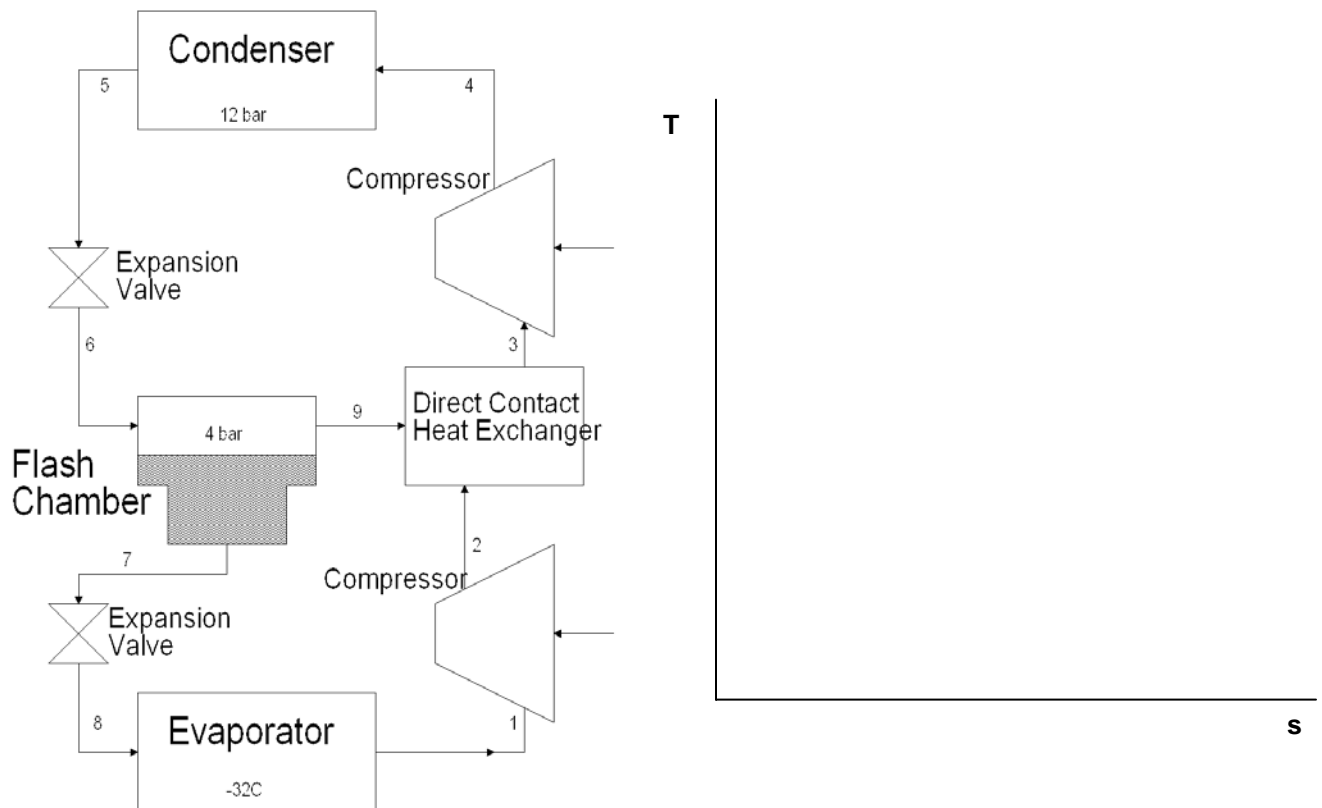 Condenser
12 bar
5
4
T
Compressor
Expansion
Valve
6
3
9
Direct Contact
Heat Exchanger
4 bar
Flash
Chamber
7
2
Compressor
Expansion
Valve
8
1
Evaporator
-32C
s